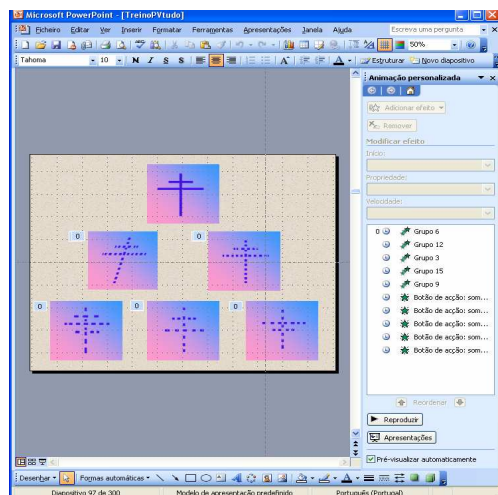 Microsoft PowerPoint - [TreinoPVtudo]
Ficheiro Editar Ver Inserir Formatar Ferramentas Apresentações Janela Ajuda Escreva uma pergunta
50%
Tahoma 10 N I S S A A Estruturar Novo diapositivo
Animação personalizada
Adicionar efeito
Remover
Modificar efeito
Início:
Propriedade:
Velocidade:
0 Grupo 6
Grupo 12
Grupo 3
Grupo 15
Grupo 9
Botão de acção: som...
Botão de acção: som...
Botão de acção: som...
Botão de acção: som...
Botão de acção: som...
0 0
0 0 0
Reordenar
Reproduzir
Apresentações
Pré-visualizar automaticamente
Desenhar Formas automáticas
Diapositivo 97 de 300 Modelo de apresentação predefinido Português (Portugal)